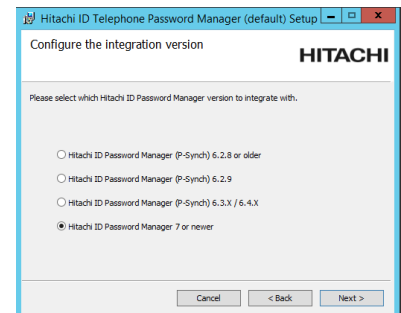 Hitachi ID Telephone Password Manager (default) Setup
Configure the integration version
HITACHI
Please select which Hitachi ID Password Manager version to integrate with.
Hitachi ID Password Manager (P-Synch) 6.2.8 or older
Hitachi ID Password Manager (P-Synch) 6.2.9
Hitachi ID Password Manager (P-Synch) 6.3.X / 6.4.X
Hitachi ID Password Manager 7 or newer
Cancel < Back Next >